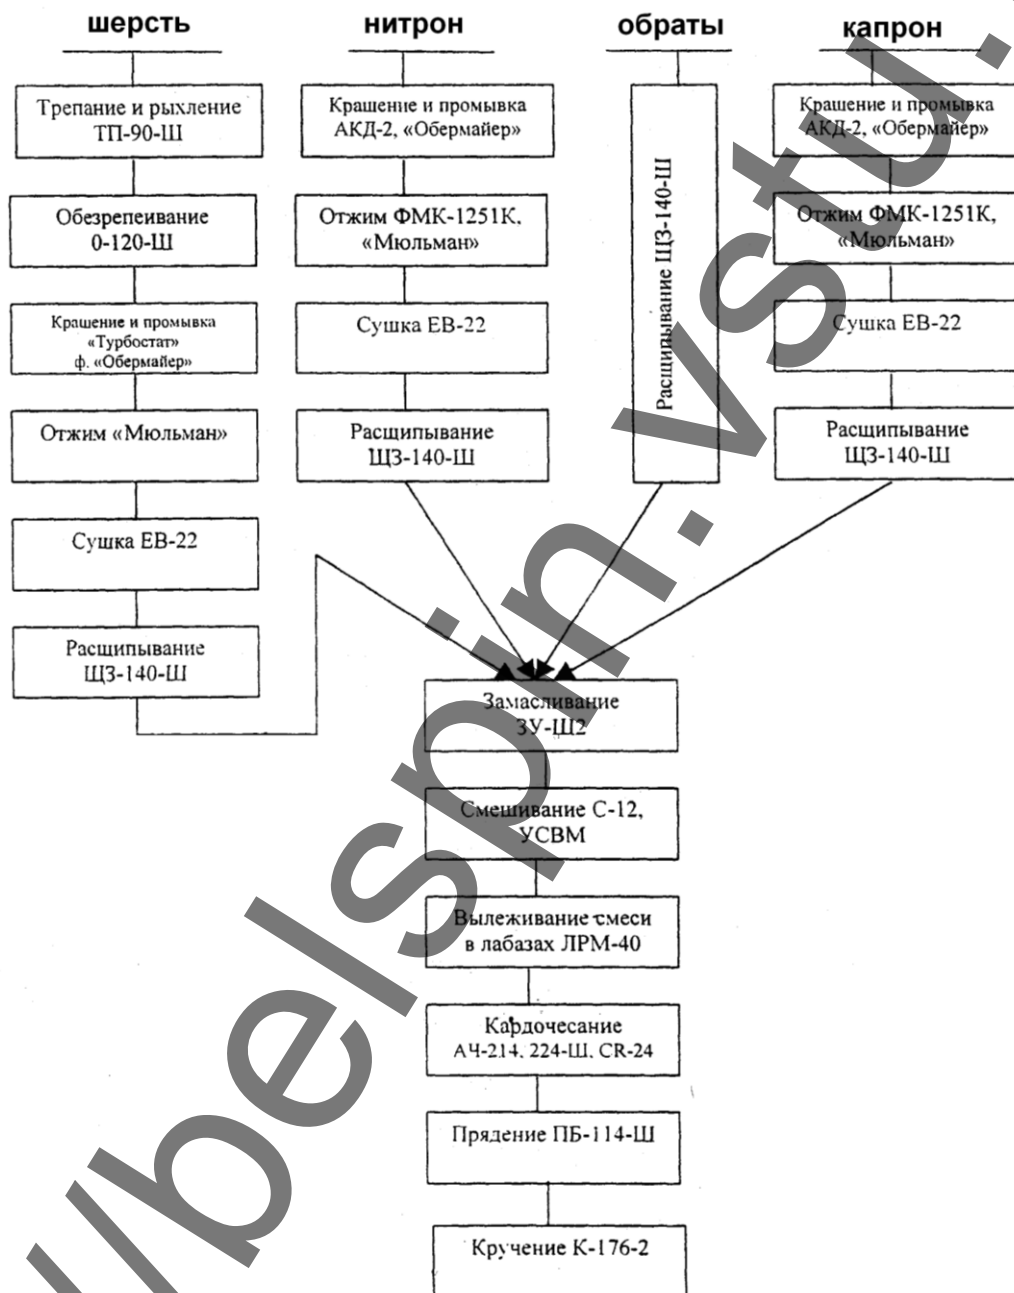 шерсть
Трепание и рыхление
ТП-90-Ш
Обезрепеивание
0-120-Ш
Крашение и промывка
«Турбостат»
ф. «Обермайер»
Отжим «Мюльман»
Сушка ЕВ-22
Расщипывание
ЩЗ-140-Ш
нитрон
Крашение и промывка
АКД-2, «Обермайер»
Отжим ФМК-1251К,
«Мюльман»
Сушка ЕВ-22
Расщипывание
ЩЗ-140-Ш
обраты
Расщипывание ЩЗ-140-Ш
капрон
Крашение и промывка
АКД-2, «Обермайер»
Отжим ФМК-1251К,
«Мюльман»
Сушка ЕВ-22
Расщипывание
ЩЗ-140-Ш
Замасливание
ЗУ-Ш2
Смешивание С-12,
УСВМ
Вылеживание смеси
в лабазах ЛРМ-40
Кардочесание
АЧ-214, 224-Ш, CR-24
Прядение ПБ-114-Ш
Кручение К-176-2
//belspin.vstu.